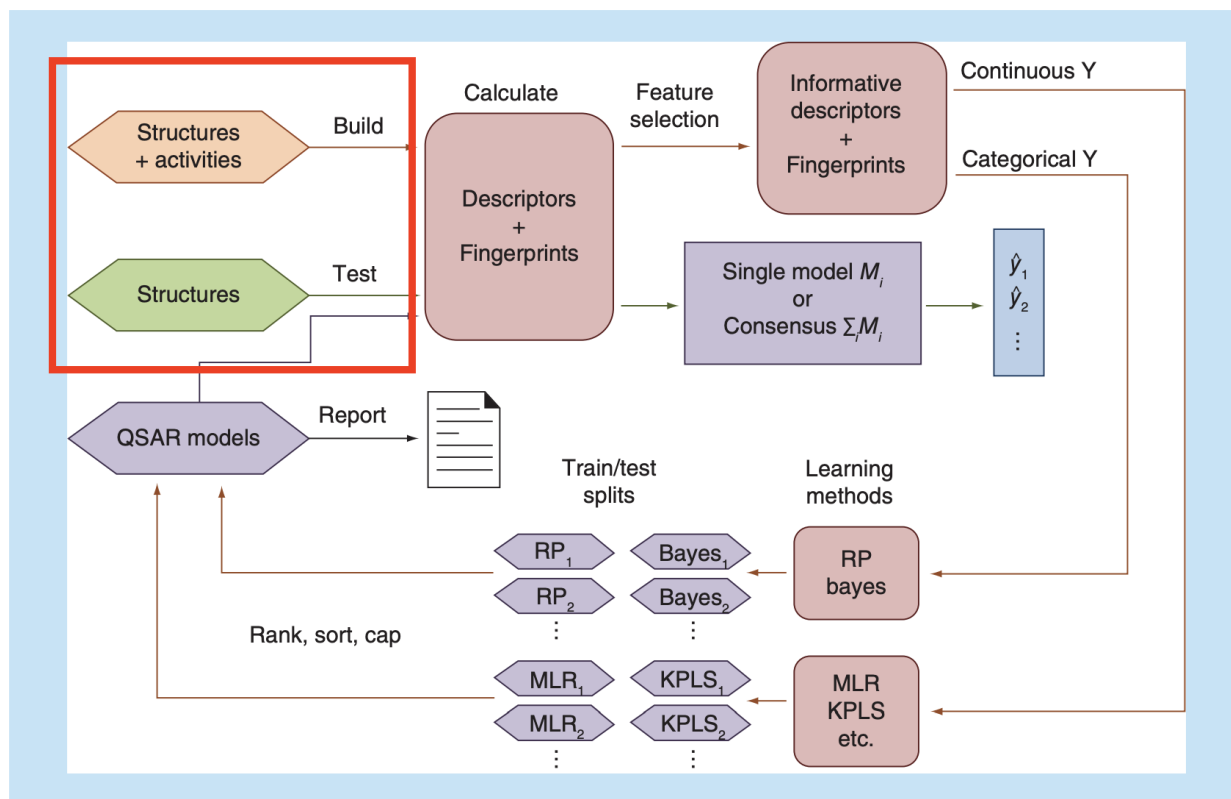 Structures
+ activities
Build
Calculate
Descriptors
+
Fingerprints
Feature
selection
Informative
descriptors
+
Fingerprints
Continuous Y
Categorical Y
Structures
Test
Single model Mᵢ
or
Consensus ∑ᵢMᵢ
ŷ₁
ŷ₂
⋮
QSAR models
Report
Train/test
splits
Learning
methods
RP₁
Bayes₁
RP₂
Bayes₂
⋮
⋮
RP
bayes
Rank, sort, cap
MLR₁
KPLS₁
MLR₂
KPLS₂
⋮
⋮
MLR
KPLS
etc.